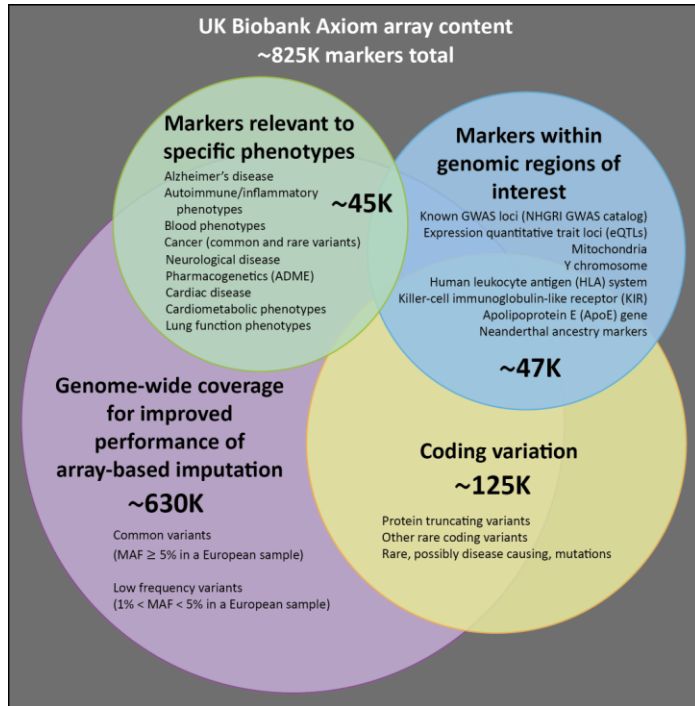 UK Biobank Axiom array content
~825K markers total
Markers relevant to
specific phenotypes
Alzheimer's disease
Autoimmune/inflammatory
phenotypes
Blood phenotypes
Cancer (common and rare variants)
Neurological disease
Pharmacogenetics (ADME)
Cardiac disease
Cardiometabolic phenotypes
Lung function phenotypes
~45K
Markers within
genomic regions of
interest
Known GWAS loci (NHGRI GWAS catalog)
Expression quantitative trait loci (eQTLs)
Mitochondria
Y chromosome
Human leukocyte antigen (HLA) system
Killer-cell immunoglobulin-like receptor (KIR)
Apolipoprotein E (ApoE) gene
Neanderthal ancestry markers
~47K
Genome-wide coverage
for improved
performance of
array-based imputation
~630K
Common variants
(MAF ≥ 5% in a European sample)
Low frequency variants
(1% < MAF < 5% in a European sample)
Coding variation
~125K
Protein truncating variants
Other rare coding variants
Rare, possibly disease causing, mutations